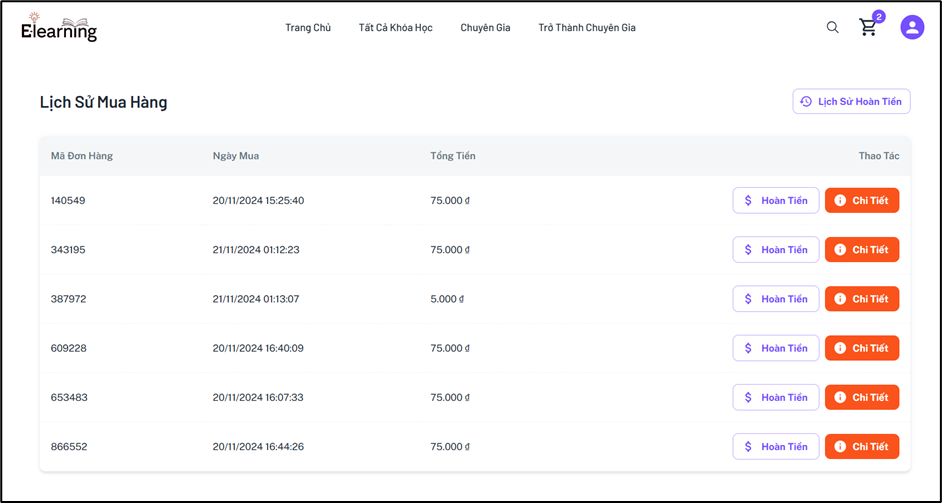 Elearning
Trang Chủ Tất Cả Khóa Học Chuyên Gia Trở Thành Chuyên Gia 2
Lịch Sử Mua Hàng Lịch Sử Hoàn Tiền
Mã Đơn Hàng Ngày Mua Tổng Tiền Thao Tác
140549 20/11/2024 15:25:40 75.000 ₫ $ Hoàn Tiền Chi Tiết
343195 21/11/2024 01:12:23 75.000 ₫ $ Hoàn Tiền Chi Tiết
387972 21/11/2024 01:13:07 5.000 ₫ $ Hoàn Tiền Chi Tiết
609228 20/11/2024 16:40:09 75.000 ₫ $ Hoàn Tiền Chi Tiết
653483 20/11/2024 16:07:33 75.000 ₫ $ Hoàn Tiền Chi Tiết
866552 20/11/2024 16:44:26 75.000 ₫ $ Hoàn Tiền Chi Tiết